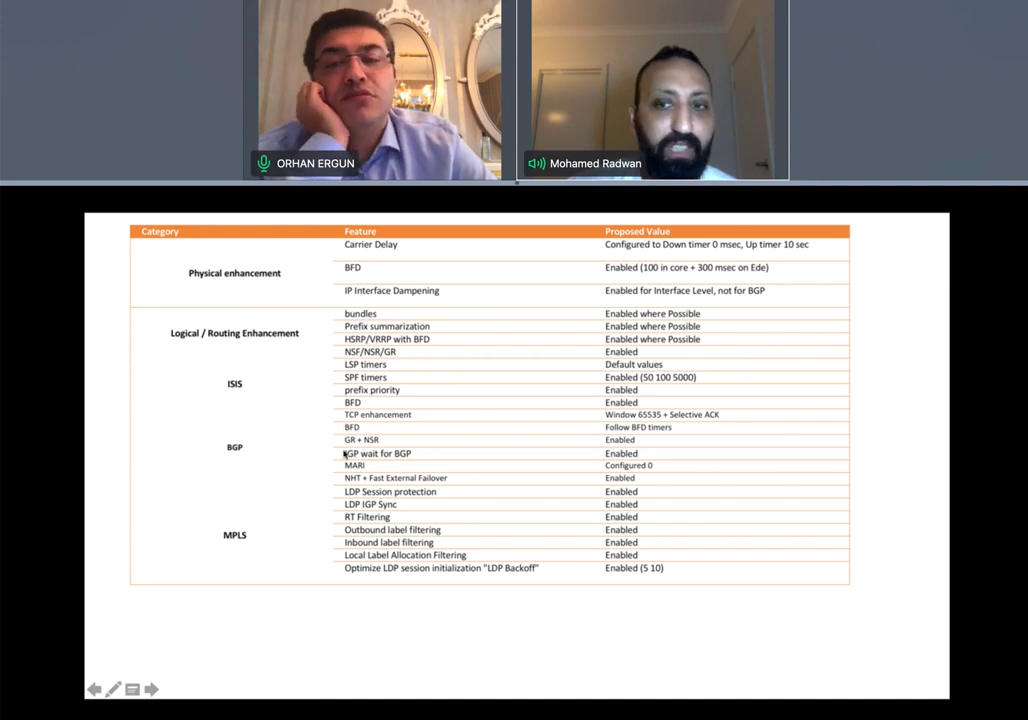 ORHAN ERGUN
Mohamed Radwan
Category Feature Proposed Value
Physical enhancement
Carrier Delay Configured to Down timer 0 msec, Up timer 10 sec
BFD Enabled (100 in core + 300 msec on Ede)
IP Interface Dampening Enabled for Interface Level, not for BGP
Logical / Routing Enhancement
bundles Enabled where Possible
Prefix summarization Enabled where Possible
HSRP/VRRP with BFD Enabled where Possible
NSF/NSR/GR Enabled
ISIS
LSP timers Default values
SPF timers Enabled (50 100 5000)
prefix priority Enabled
BFD Enabled
BGP
TCP enhancement Window 65535 + Selective ACK
BFD Follow BFD timers
GR + NSR Enabled
wait for BGP Enabled
MARI Configured 0
NHT + Fast External Failover Enabled
MPLS
LDP Session protection Enabled
LDP IGP Sync Enabled
RT Filtering Enabled
Outbound label filtering Enabled
Inbound label filtering Enabled
Local Label Allocation Filtering Enabled
Optimize LDP session initialization "LDP Backoff" Enabled (5 10)